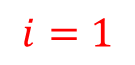 i = 1